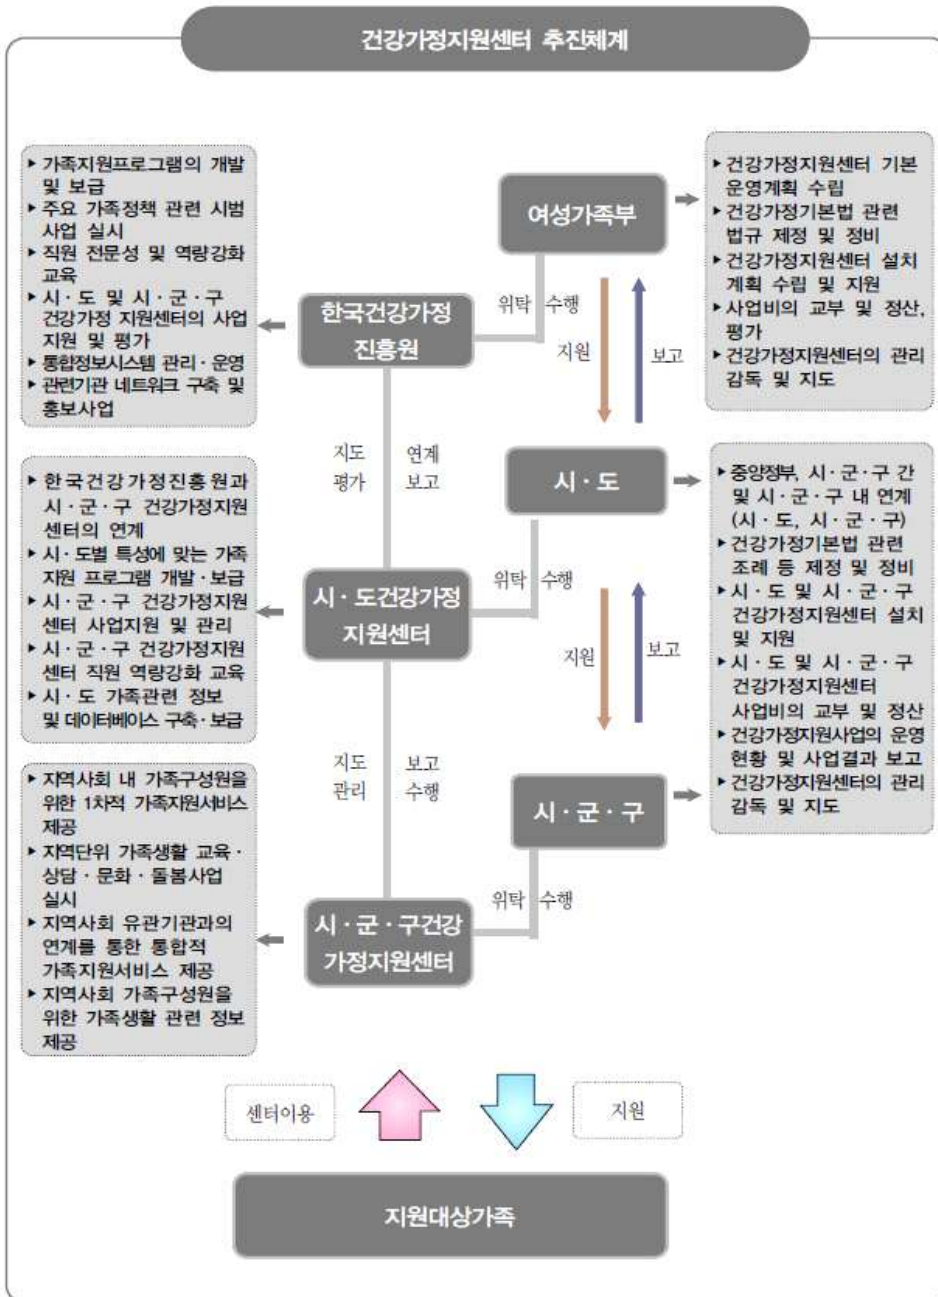 건강가정지원센터 추진체계
▸ 가족지원프로그램의 개발
및 보급
▸ 주요 가족정책 관련 시범
사업 실시
▸ 직원 전문성 및 역량강화
교육
▸ 시·도 및 시·군·구
건강가정 지원센터의 사업
지원 및 평가
▸ 통합정보시스템 관리·운영
▸ 관련기관 네트워크 구축 및
홍보사업
여성가족부
▸ 건강가정지원센터 기본
운영계획 수립
▸ 건강가정기본법 관련
법규 제정 및 정비
▸ 건강가정지원센터 설치
계획 수립 및 지원
▸ 사업비의 교부 및 정산,
평가
▸ 건강가정지원센터의 관리
감독 및 지도
위탁 수행
한국건강가정
진흥원
지원
보고
지도 연계
평가 보고
시·도
▸ 한국건강가정진흥원과
시·군·구 건강가정지원
센터의 연계
▸ 시·도별 특성에 맞는 가족
지원 프로그램 개발·보급
▸ 시·군·구 건강가정지원
센터 사업지원 및 관리
▸ 시·군·구 건강가정지원
센터 직원 역량강화 교육
▸ 시·도 가족관련 정보
및 데이터베이스 구축·보급
▸ 중앙정부, 시·군·구 간
및 시·군·구 내 연계
(시·도, 시·군·구)
▸ 건강가정기본법 관련
조례 등 제정 및 정비
▸ 시·도 및 시·군·구
건강가정지원센터 설치
및 지원
▸ 시·도 및 시·군·구
건강가정지원센터
사업비의 교부 및 정산
▸ 건강가정지원사업의 운영
현황 및 사업결과 보고
▸ 건강가정지원센터의 관리
감독 및 지도
위탁 수행
시·도건강가정
지원센터
지원
보고
지도 보고
관리 수행
시·군·구
▸ 지역사회 내 가족구성원을
위한 1차적 가족지원서비스
제공
▸ 지역단위 가족생활 교육·
상담·문화·돌봄사업
실시
▸ 지역사회 유관기관과의
연계를 통한 통합적
가족지원서비스 제공
▸ 지역사회 가족구성원을
위한 가족생활 관련 정보
제공
위탁 수행
시·군·구건강
가정지원센터
센터이용
지원
지원대상가족